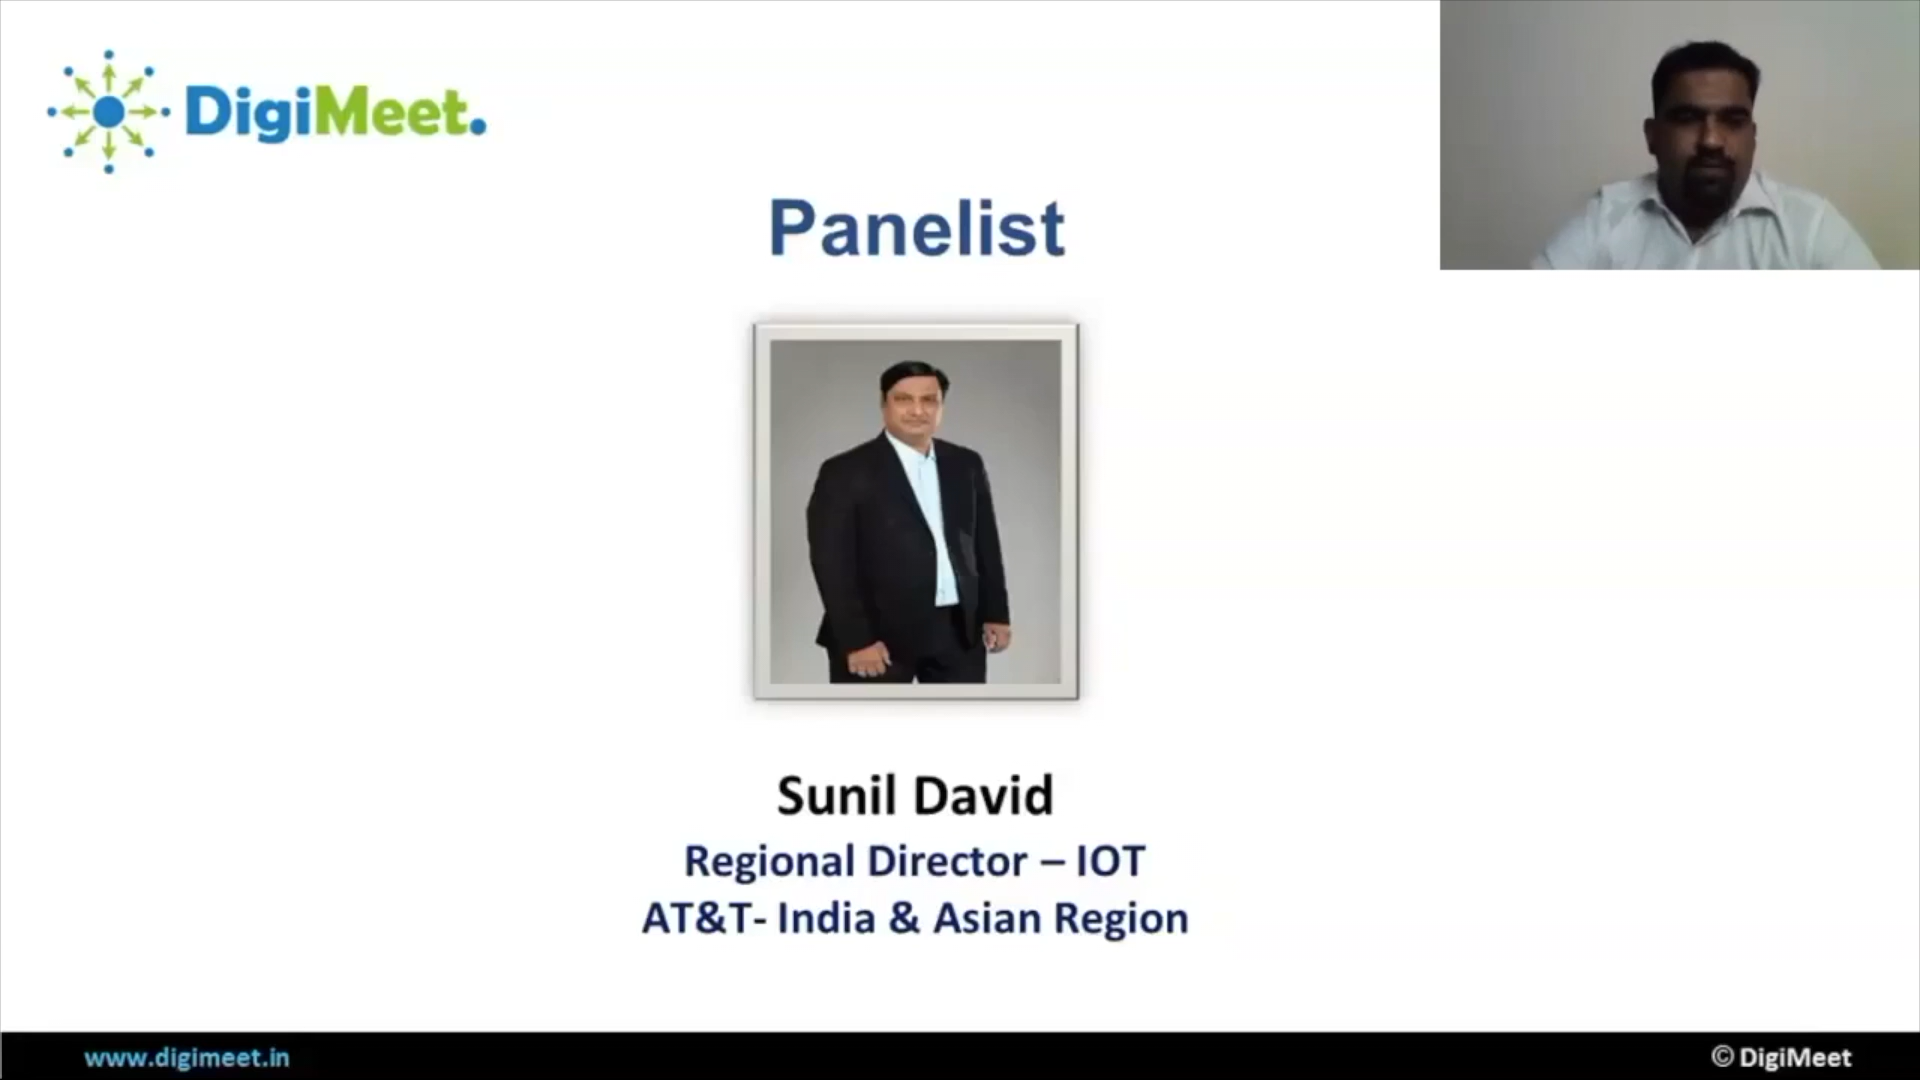 DigiMeet.
Panelist
Sunil David
Regional Director – IOT
AT&T- India & Asian Region
www.digimeet.in
© DigiMeet